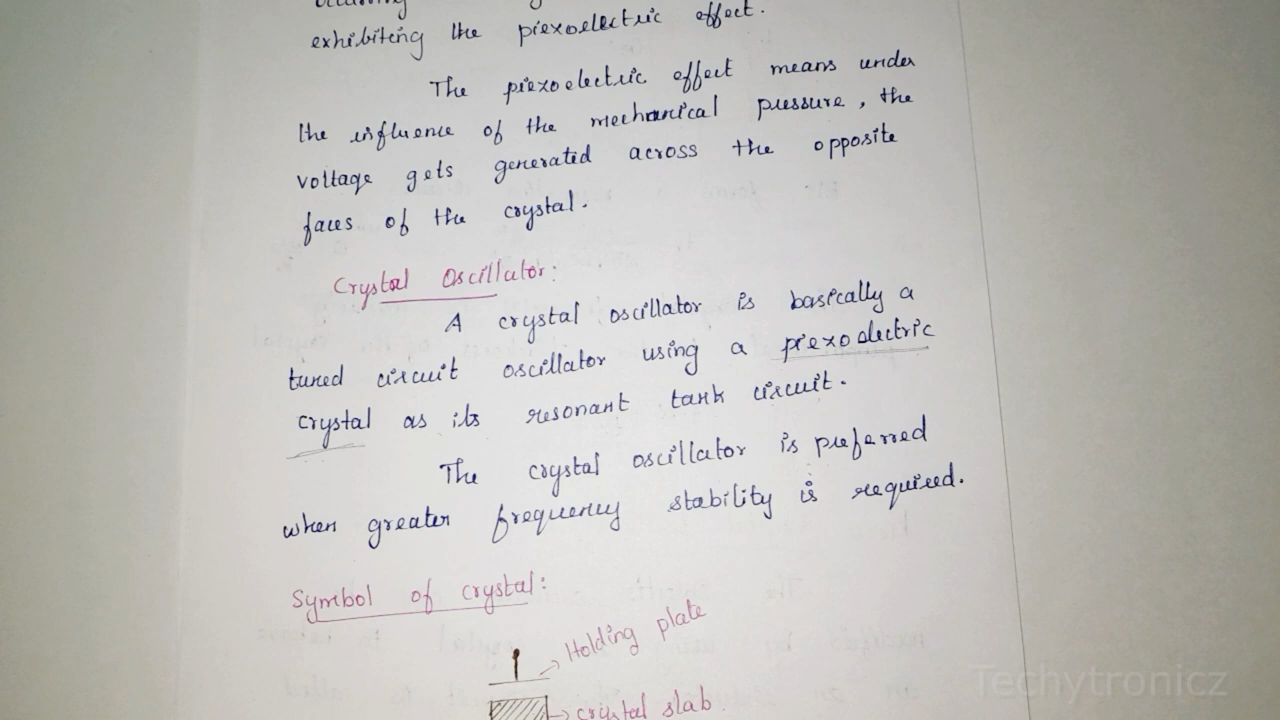 exhibiting the piexoelectric effect.
The piexoelectric effect means under
the influence of the mechanical pressure, the
voltage gets generated across the opposite
faces of the crystal.
Crystal Oscillator:
A crystal oscillator is basically a
tuned circuit oscillator using a piexoelectric
crystal as its resonant tank circuit.
The crystal oscillator is preferred
when greater frequency stability is required.
Symbol of crystal:
Holding plate
crystal slab
Techytronicz